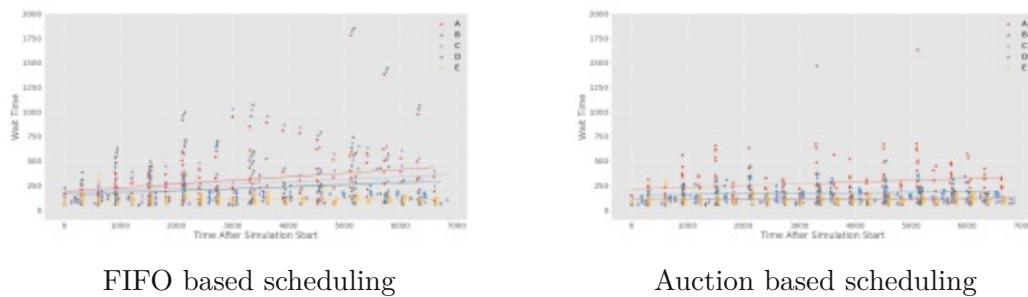 2000
1750
1500
1250
1000
750
500
250
0
Wait Time
A
B
C
D
E
0 1000 2000 3000 4000 5000 6000 7000
Time After Simulation Start
FIFO based scheduling
2000
1750
1500
1250
1000
750
500
250
0
Wait Time
A
B
C
D
E
0 1000 2000 3000 4000 5000 6000 7000
Time After Simulation Start
Auction based scheduling